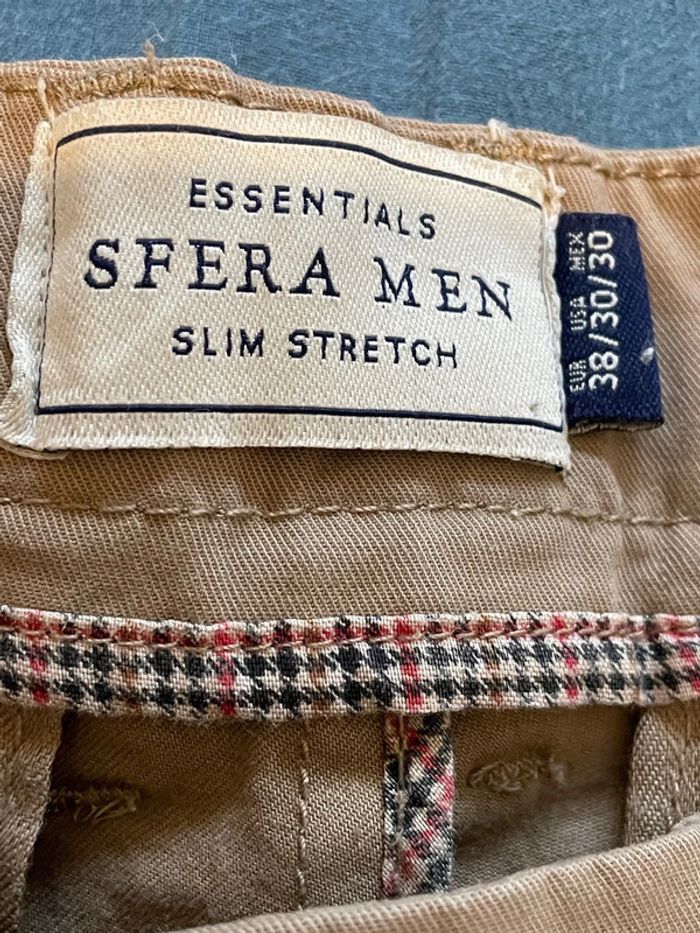 ESSENTIALS
SFERA MEN
SLIM STRETCH
EUR USA MEX
38/30/30